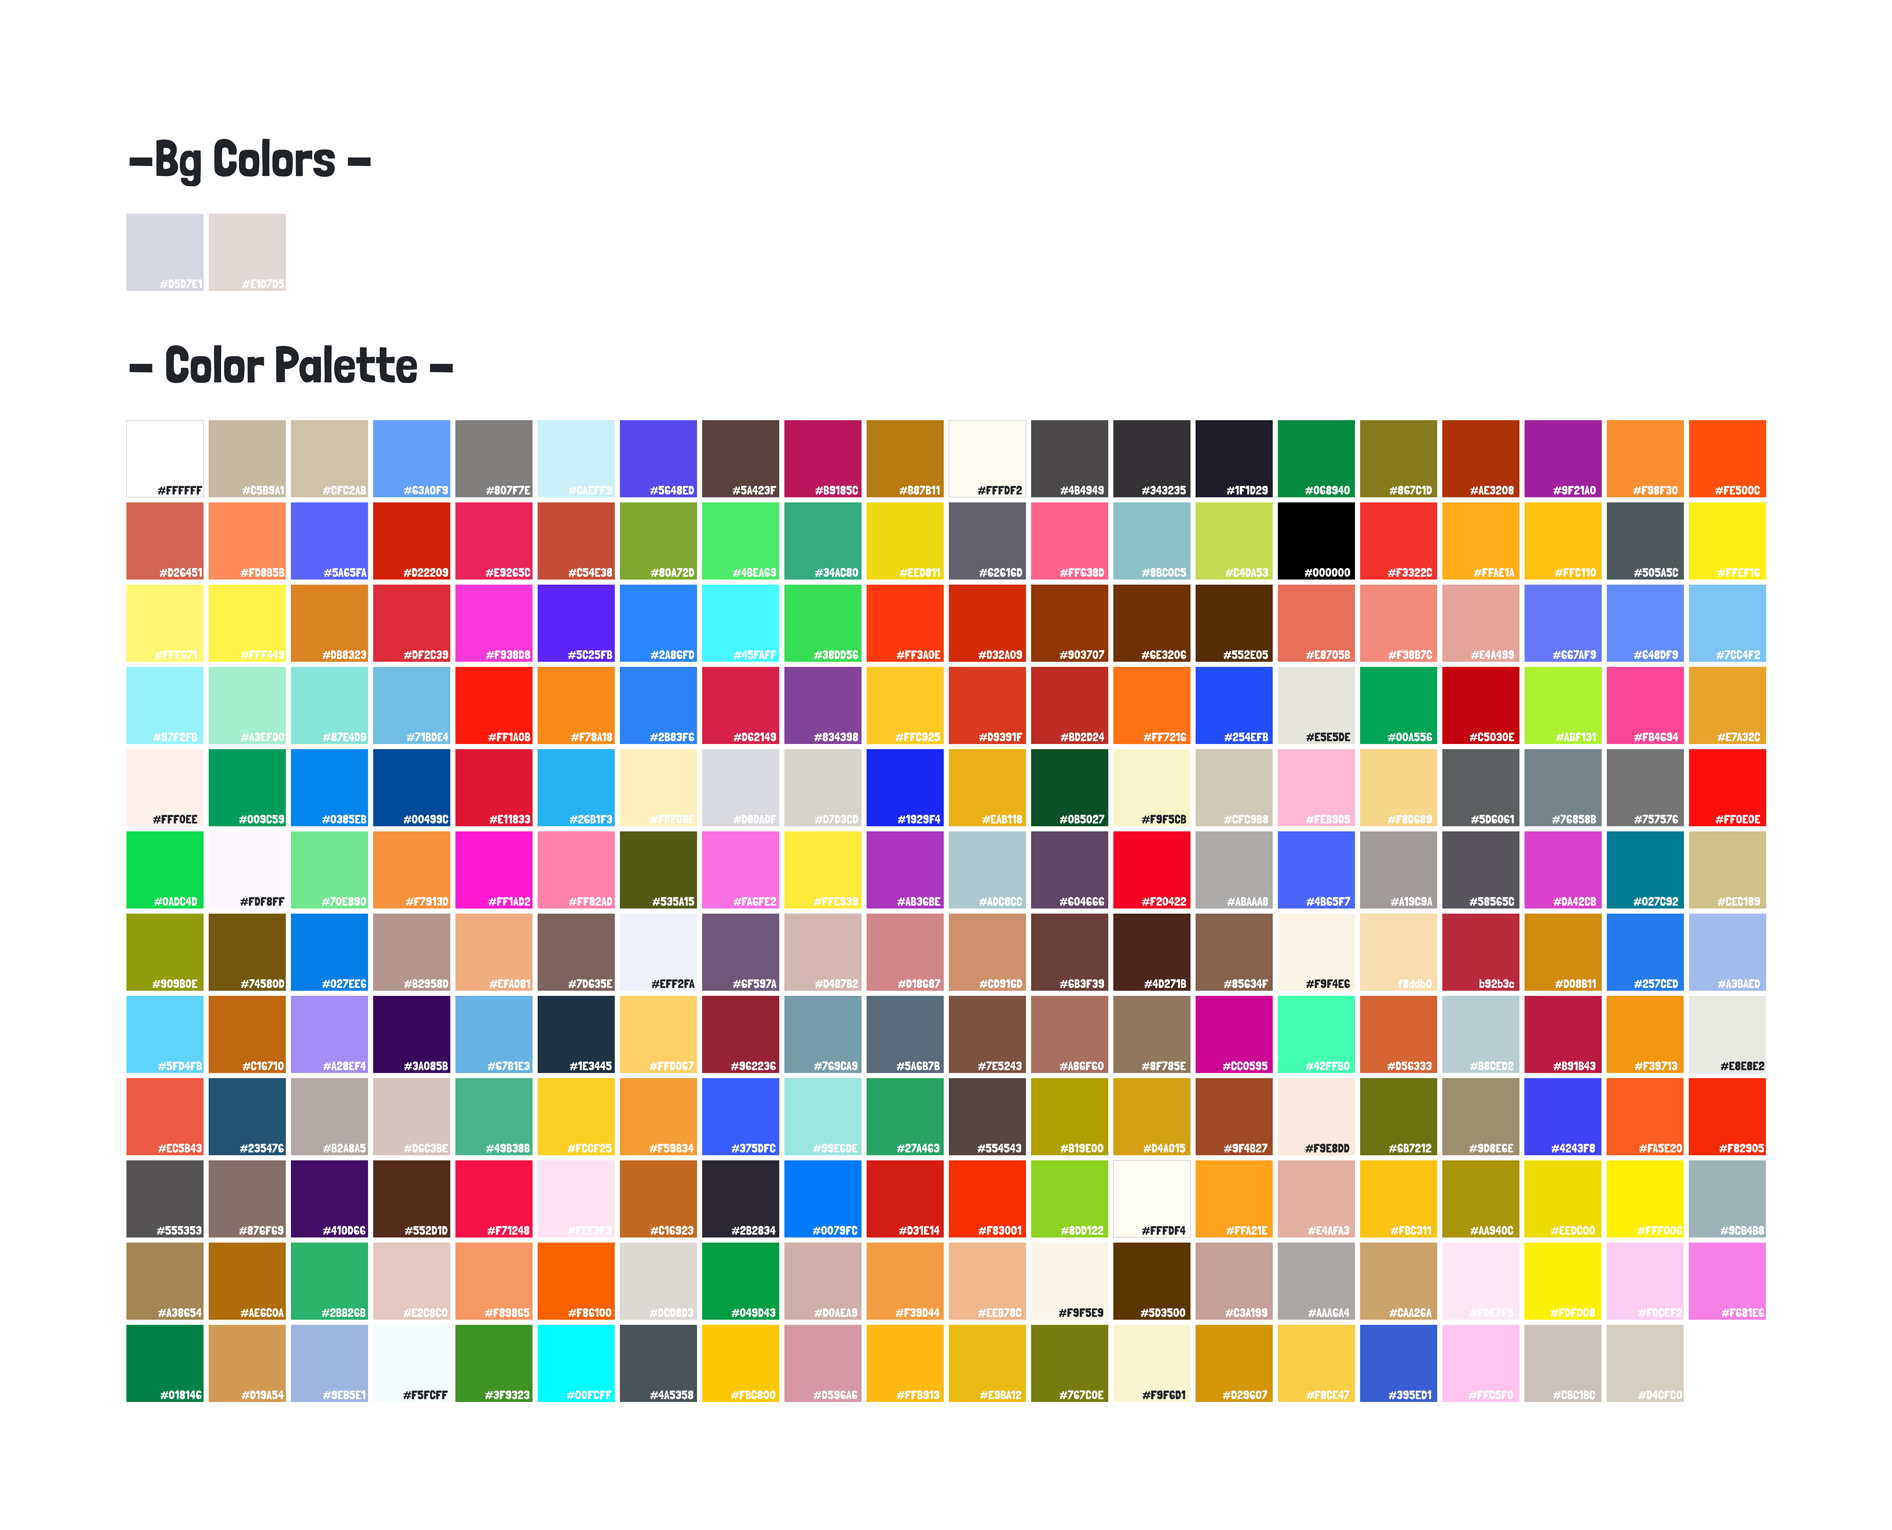 -Bg Colors -
#D5D7E1 #E1D7D5
- Color Palette -
#FFFFFF #C5B9A1 #CFC2AB #63A0F9 #807F7E #CAEFF9 #5648ED #5A423F #B9185C #B87B11 #FFFDF2 #4B4949 #343235 #1F1D29 #068940 #867C1D #AE3208 #9F21A0 #F98F30 #FE500C
#D26451 #FD8B5B #5A65FA #D22209 #E9265C #C54E38 #80A72D #4BEA69 #34AC80 #EED811 #62616D #FF638D #8BC0C5 #C4DA53 #000000 #F3322C #FFAE1A #FFC110 #505A5C #FFEF16
#FFF671 #FFF449 #DB8323 #DF2C39 #F938D8 #5C25FB #2A86FD #45FAFF #38DD56 #FF3A0E #D32A09 #903707 #6E3206 #552E05 #E8705B #F38B7C #E4A499 #667AF9 #648DF9 #7CC4F2
#97F2FB #A3EFD0 #87E4D9 #71BDE4 #FF1A0B #F78A18 #2B83F6 #D62149 #834398 #FFC925 #D9391F #BD2D24 #FF7216 #254EFB #E5E5DE #00A556 #C5030E #ABF131 #FB4694 #E7A32C
#FFF0EE #009C59 #0385EB #00499C #E11833 #26B1F3 #FFF0BE #D8DADF #D7D3CD #1929F4 #EAB118 #0B5027 #F9F5CB #CFC9B8 #FEB9D5 #F8D689 #5D6061 #76858B #757576 #FF0E0E
#0ADC4D #FDF8FF #70E890 #F7913D #FF1AD2 #FF82AD #535A15 #FA6FE2 #FFE939 #AB36BE #ADC8CC #604666 #F20422 #ABAAA8 #4B65F7 #A19C9A #58565C #DA42CB #027C92 #CEC189
#909B0E #74580D #027EE6 #B2958D #EFAD81 #7D635E #EFF2FA #6F597A #D4B7B2 #D18687 #CD916D #6B3F39 #4D271B #85634F #F9F4E6 f8ddb0 b92b3c #D08B11 #257CED #A3BAED
#5FD4FB #C16710 #A28EF4 #3A085B #67B1E3 #1E3445 #FFD067 #962236 #769CA9 #5A6B7B #7E5243 #A86F60 #8F785E #CC0595 #42FFB0 #D56333 #B8CED2 #B91B43 #F39713 #E8E8E2
#EC5B43 #235476 #B2A8A5 #D6C3BE #49B38B #FCCF25 #F59B34 #375DFC #99E6DE #27A463 #554543 #B19E00 #D4A015 #9F4B27 #F9E8DD #6B7212 #9D8E6E #4243F8 #FA5E20 #F82905
#555353 #876F69 #410D66 #552D1D #F71248 #FEE3F3 #C16923 #2B2834 #0079FC #D31E14 #F83001 #8DD122 #FFFDF4 #FFA21E #E4AFA3 #FBC311 #AA940C #EEDC00 #FFF006 #9CB4B8
#A38654 #AE6C0A #2BB26B #E2C8C0 #F89865 #F86100 #DCD8D3 #049D43 #D0AEA9 #F39D44 #EEB78C #F9F5E9 #5D3500 #C3A199 #AAA6A4 #CAA26A #FDE7F5 #FDF008 #FDCEF2 #F681E6
#018146 #D19A54 #9EB5E1 #F5FCFF #3F9323 #00FCFF #4A5358 #FBC800 #D596A6 #FFB913 #E9BA12 #767C0E #F9F6D1 #D29607 #F8CE47 #395ED1 #FFC5F0 #CBC1BC #D4CFC0